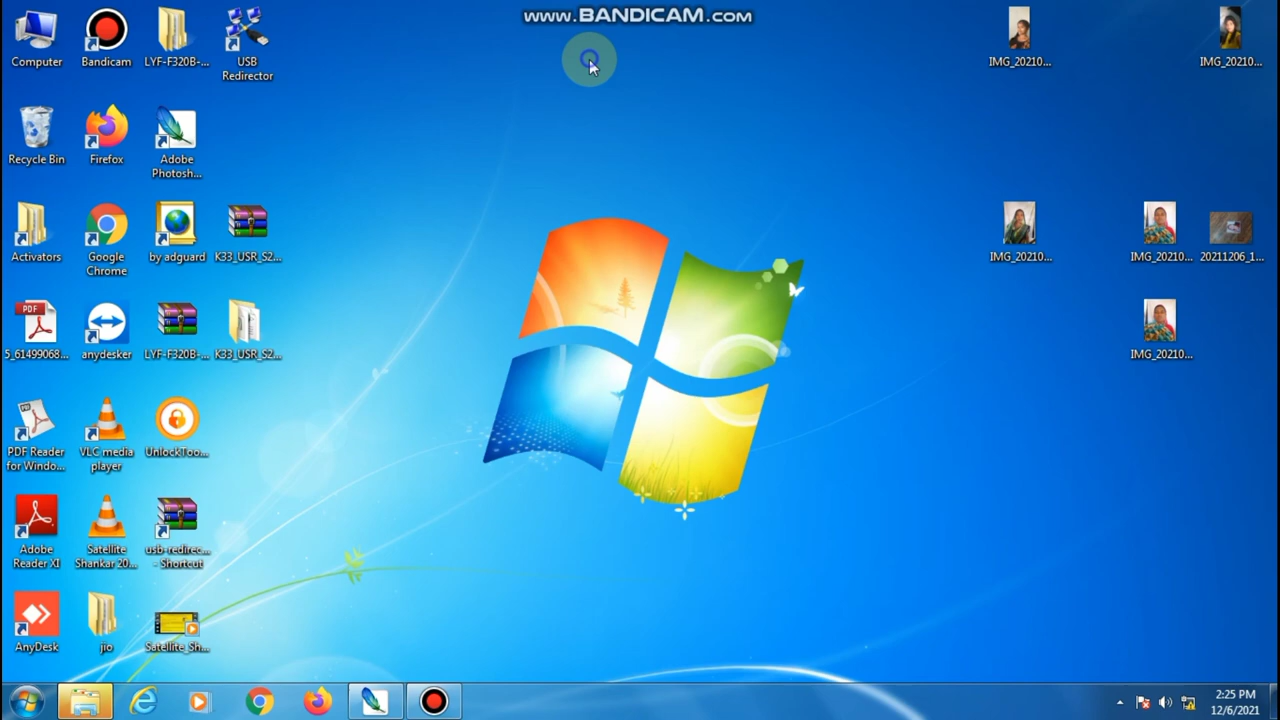 www.BANDICAM.com
Computer
Bandicam
LYF-F320B-...
USB
Redirector
IMG_20210...
IMG_20210...
Recycle Bin
Firefox
Adobe
Photosh...
Activators
Google
Chrome
by adguard
K33_USR_S2...
IMG_20210...
IMG_20210...
20211206_1...
PDF
5_61499068...
anydesker
LYF-F320B-...
K33_USR_S2...
IMG_20210...
PDF Reader
for Windo...
VLC media
player
UnlockToo...
Adobe
Reader XI
Satellite
Shankar 20...
usb-redirec...
- Shortcut
AnyDesk
jio
Satellite_Sh...
2:25 PM
12/6/2021